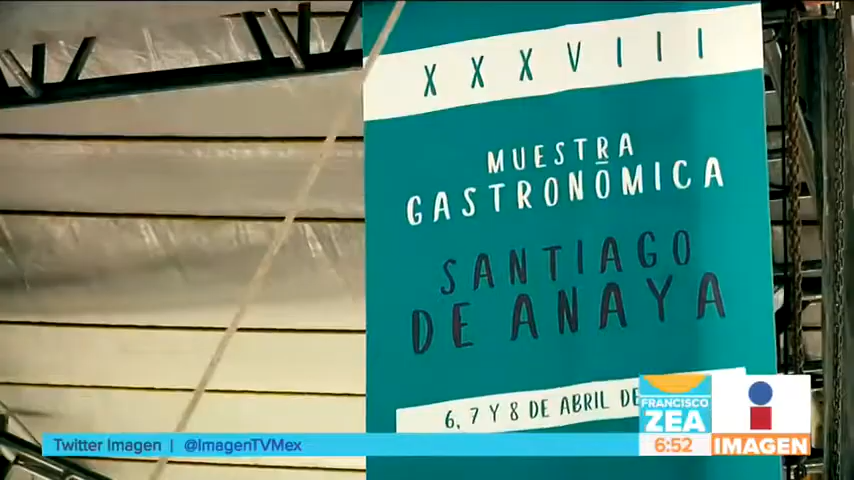 XXXVIII
MUESTRA
GASTRONŌMICA
SANTIAGO
DE ANAYA
6, 7 Y 8 DE ABRIL DE
FRANCISCO
ZEA
6:52
IMAGEN
Twitter Imagen | @ImagenTVMex